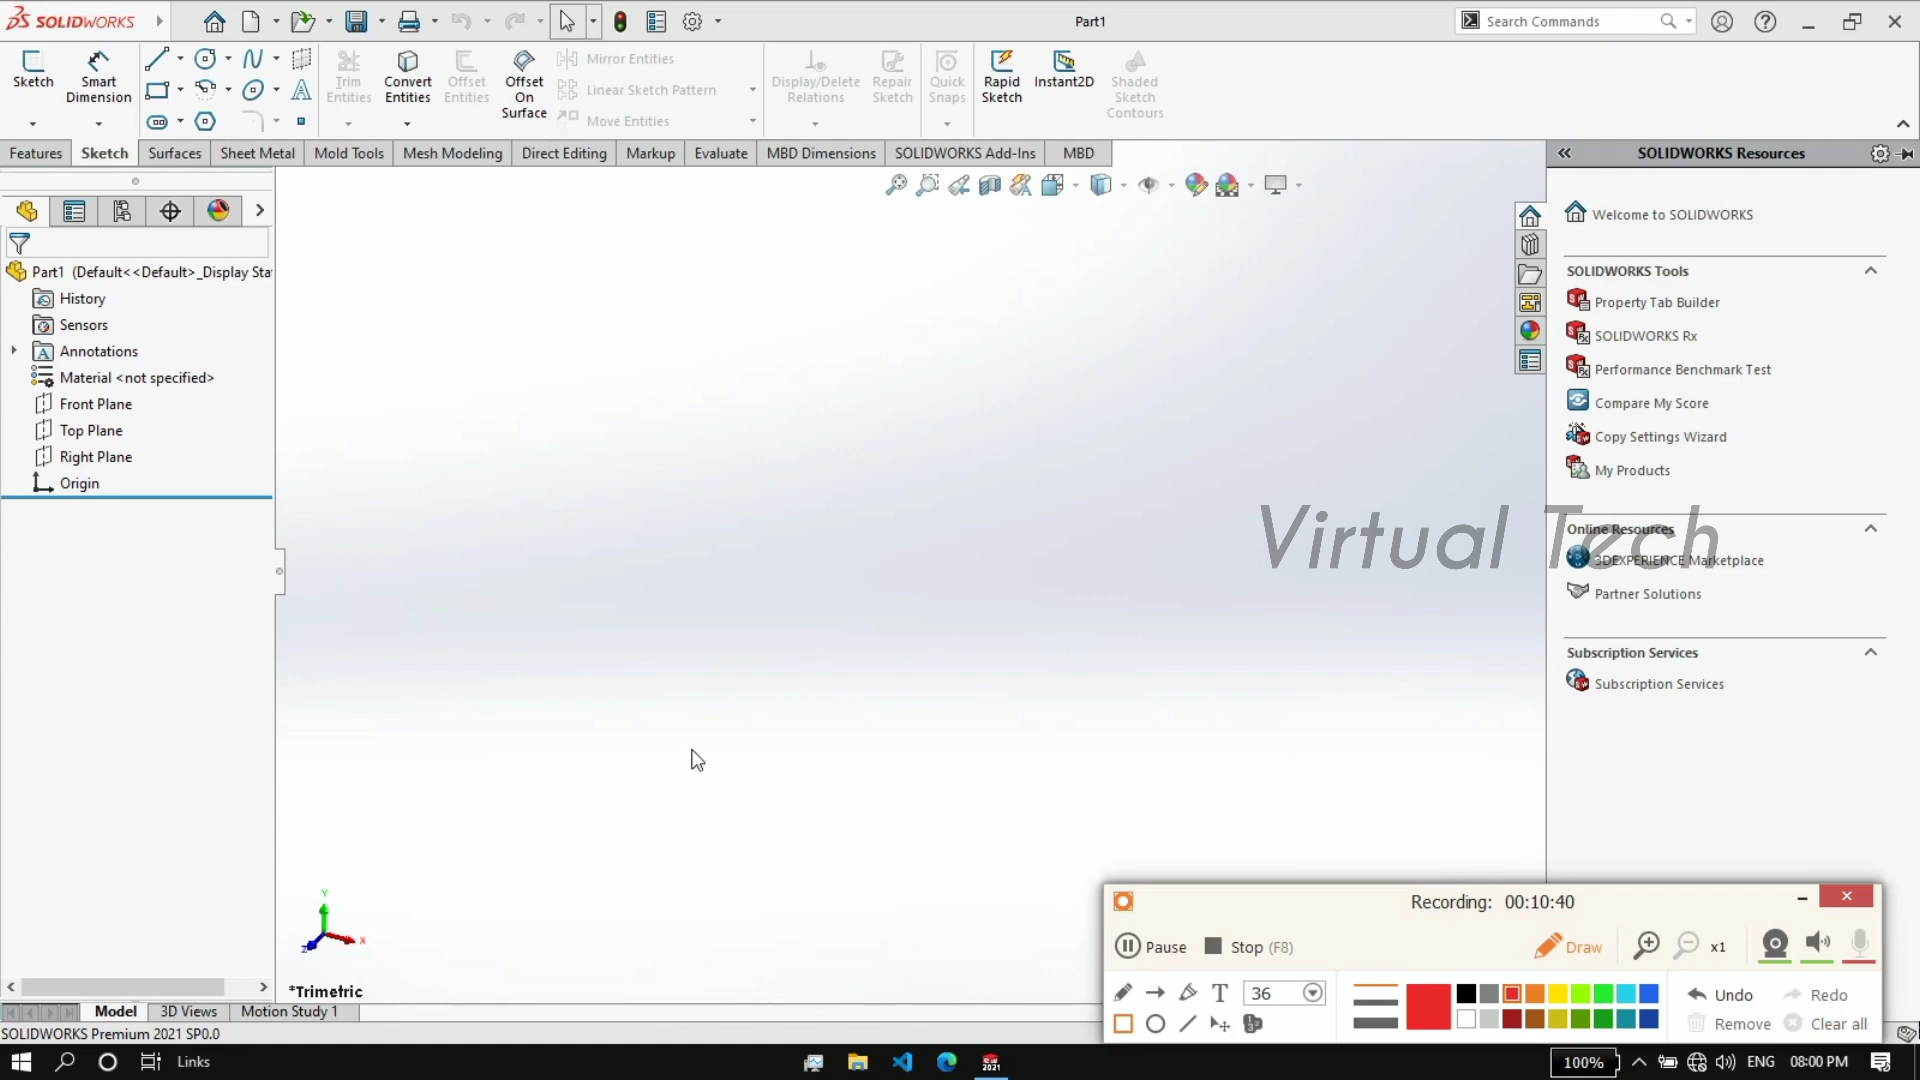 SOLIDWORKS
Part1
Search Commands
Sketch
Smart Dimension
Trim Entities
Convert Entities
Offset Entities
Offset On Surface
Mirror Entities
Linear Sketch Pattern
Move Entities
Display/Delete Relations
Repair Sketch
Quick Snaps
Rapid Sketch
Instant2D
Shaded Sketch Contours
Features
Sketch
Surfaces
Sheet Metal
Mold Tools
Mesh Modeling
Direct Editing
Markup
Evaluate
MBD Dimensions
SOLIDWORKS Add-Ins
MBD
SOLIDWORKS Resources
Part1 (Default<<Default>_Display Sta
History
Sensors
Annotations
Material <not specified>
Front Plane
Top Plane
Right Plane
Origin
Welcome to SOLIDWORKS
SOLIDWORKS Tools
Property Tab Builder
SOLIDWORKS Rx
Performance Benchmark Test
Compare My Score
Copy Settings Wizard
My Products
Online Resources
3DEXPERIENCE Marketplace
Partner Solutions
Subscription Services
Subscription Services
Virtual Tech
Y
X
Z
*Trimetric
Model
3D Views
Motion Study 1
SOLIDWORKS Premium 2021 SP0.0
Recording: 00:10:40
Pause
Stop (F8)
Draw
x1
T
36
Undo
Redo
Remove
Clear all
Links
SW 2021
100%
ENG
08:00 PM